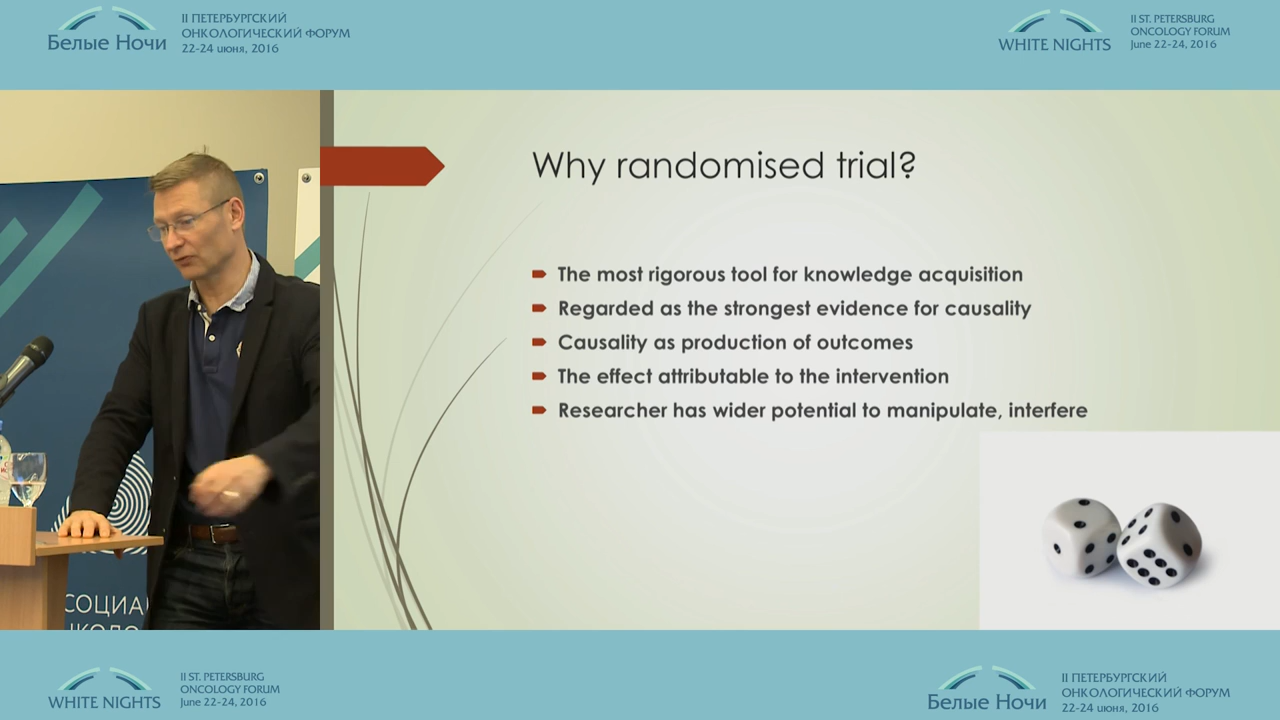 Белые Ночи
II ПЕТЕРБУРГСКИЙ
ОНКОЛОГИЧЕСКИЙ ФОРУМ
22-24 июня, 2016
WHITE NIGHTS
II ST. PETERSBURG
ONCOLOGY FORUM
June 22-24, 2016
Why randomised trial?
The most rigorous tool for knowledge acquisition
Regarded as the strongest evidence for causality
Causality as production of outcomes
The effect attributable to the intervention
Researcher has wider potential to manipulate, interfere
СОЦИА
WHITE NIGHTS
II ST. PETERSBURG
ONCOLOGY FORUM
June 22-24, 2016
Белые Ночи
II ПЕТЕРБУРГСКИЙ
ОНКОЛОГИЧЕСКИЙ ФОРУМ
22-24 июня, 2016